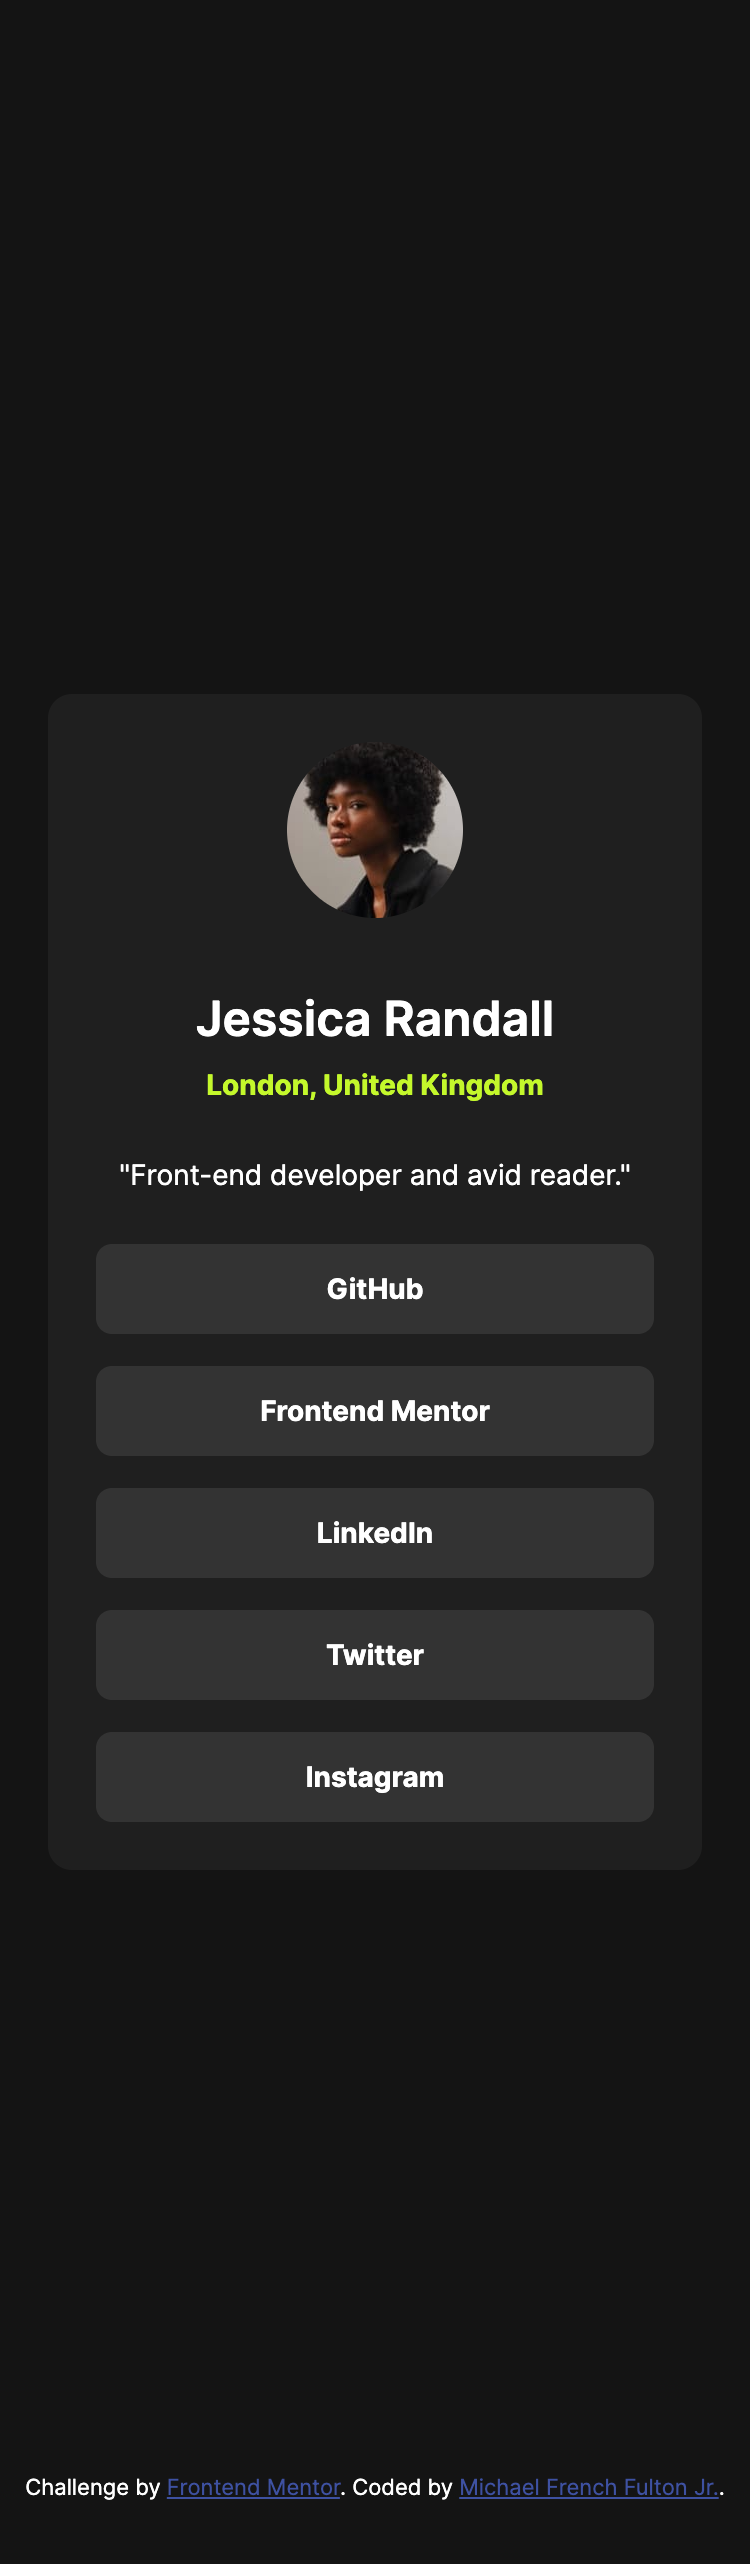 Jessica Randall
London, United Kingdom
"Front-end developer and avid reader."
GitHub
Frontend Mentor
LinkedIn
Twitter
Instagram
Challenge by Frontend Mentor. Coded by Michael French Fulton Jr..